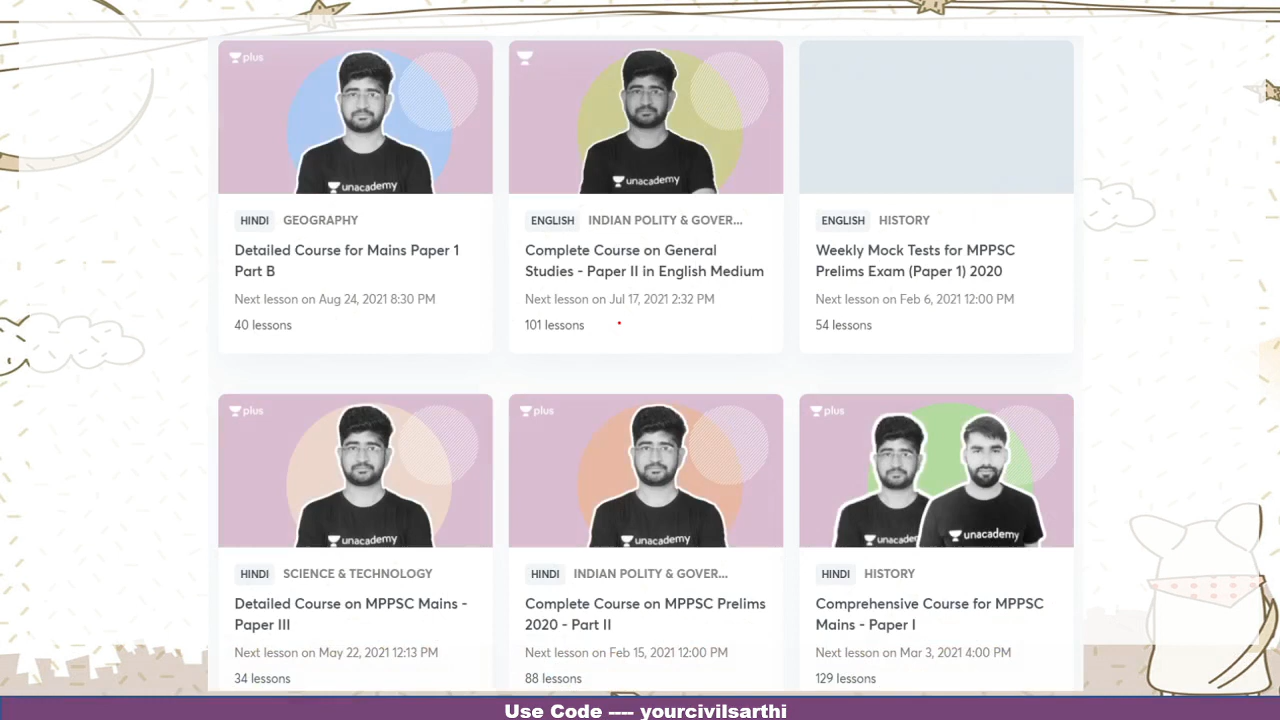 plus
unacademy
HINDI GEOGRAPHY
Detailed Course for Mains Paper 1
Part B
Next lesson on Aug 24, 2021 8:30 PM
40 lessons
unacademy
ENGLISH INDIAN POLITY & GOVER...
Complete Course on General
Studies - Paper II in English Medium
Next lesson on Jul 17, 2021 2:32 PM
101 lessons
ENGLISH HISTORY
Weekly Mock Tests for MPPSC
Prelims Exam (Paper 1) 2020
Next lesson on Feb 6, 2021 12:00 PM
54 lessons
plus
unacademy
HINDI SCIENCE & TECHNOLOGY
Detailed Course on MPPSC Mains -
Paper III
Next lesson on May 22, 2021 12:13 PM
34 lessons
plus
unacademy
HINDI INDIAN POLITY & GOVER...
Complete Course on MPPSC Prelims
2020 - Part II
Next lesson on Feb 15, 2021 12:00 PM
88 lessons
plus
unacademy unacademy
HINDI HISTORY
Comprehensive Course for MPPSC
Mains - Paper I
Next lesson on Mar 3, 2021 4:00 PM
129 lessons
Use Code ---- yourcivilsarthi